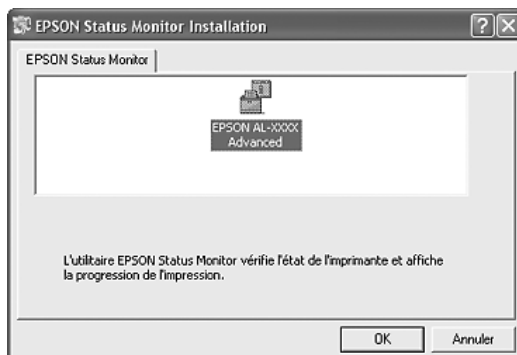 EPSON Status Monitor Installation
EPSON Status Monitor
EPSON AL-XXXX
Advanced
L'utilitaire EPSON Status Monitor vérifie l'état de l'imprimante et affiche
la progression de l'impression.
OK
Annuler